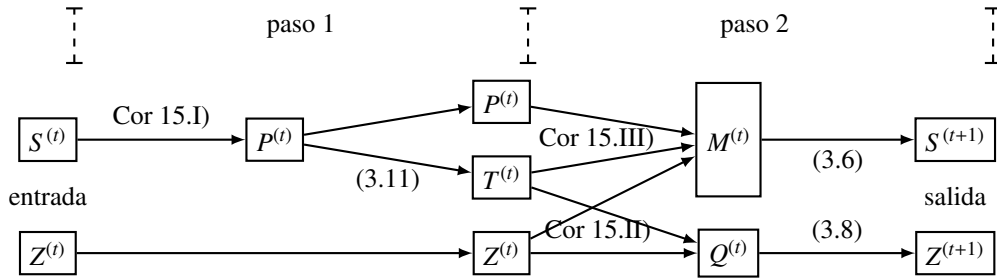 paso 1 paso 2
Cor 15.I) P^(t)
S^(t) P^(t) Cor 15.III) M^(t) S^(t+1)
(3.11) T^(t) (3.6)
entrada salida
Cor 15.II) (3.8)
Z^(t) Z^(t) Q^(t) Z^(t+1)